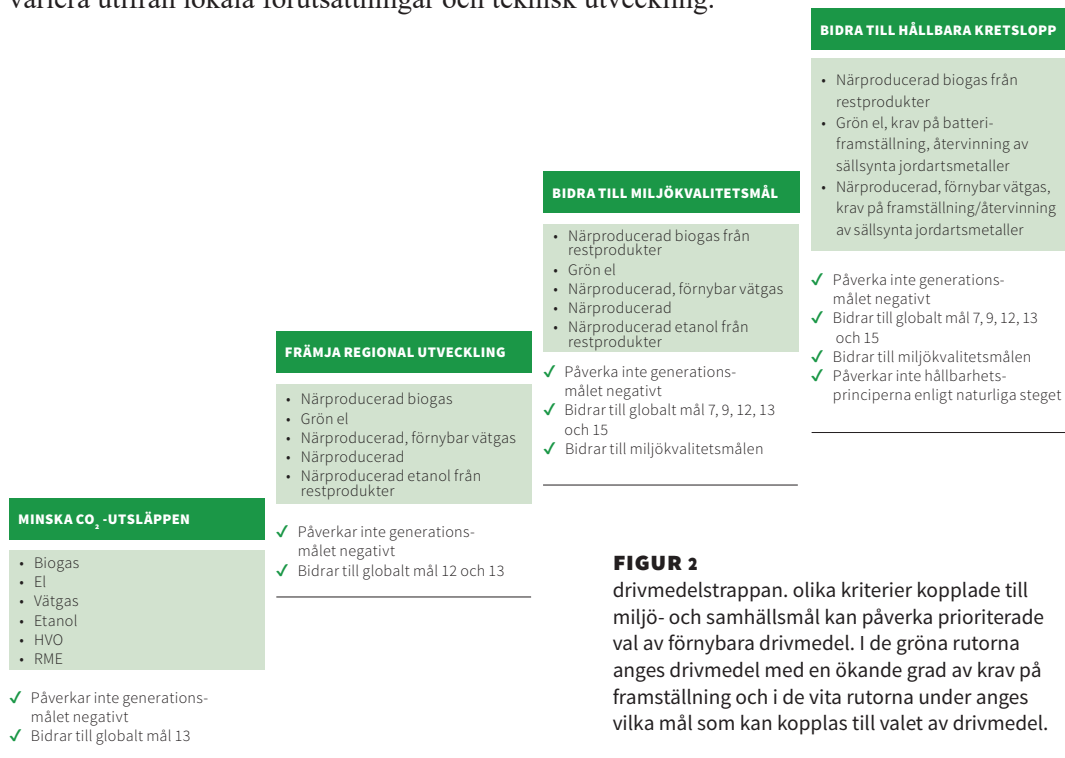 variera utifrån lokala förutsättningar och teknisk utveckling.
BIDRA TILL HÅLLBARA KRETSLOPP
• Närproducerad biogas från
restprodukter
• Grön el, krav på batteri-
framställning, återvinning av
sällsynta jordartsmetaller
• Närproducerad, förnybar vätgas,
krav på framställning/återvinning
av sällsynta jordartsmetaller
✓ Påverka inte generations-
målet negativt
✓ Bidrar till globalt mål 7, 9, 12, 13
och 15
✓ Bidrar till miljökvalitetsmålen
✓ Påverkar inte hållbarhets-
principerna enligt naturliga steget
BIDRA TILL MILJÖKVALITETSMÅL
• Närproducerad biogas från
restprodukter
• Grön el
• Närproducerad, förnybar vätgas
• Närproducerad
• Närproducerad etanol från
restprodukter
✓ Påverka inte generations-
målet negativt
✓ Bidrar till globalt mål 7, 9, 12, 13
och 15
✓ Bidrar till miljökvalitetsmålen
FRÄMJA REGIONAL UTVECKLING
• Närproducerad biogas
• Grön el
• Närproducerad, förnybar vätgas
• Närproducerad
• Närproducerad etanol från
restprodukter
✓ Påverkar inte generations-
målet negativt
✓ Bidrar till globalt mål 12 och 13
MINSKA CO₂ -UTSLÄPPEN
• Biogas
• El
• Vätgas
• Etanol
• HVO
• RME
✓ Påverkar inte generations-
målet negativt
✓ Bidrar till globalt mål 13
FIGUR 2
drivmedelstrappan. olika kriterier kopplade till
miljö- och samhällsmål kan påverka prioriterade
val av förnybara drivmedel. I de gröna rutorna
anges drivmedel med en ökande grad av krav på
framställning och i de vita rutorna under anges
vilka mål som kan kopplas till valet av drivmedel.